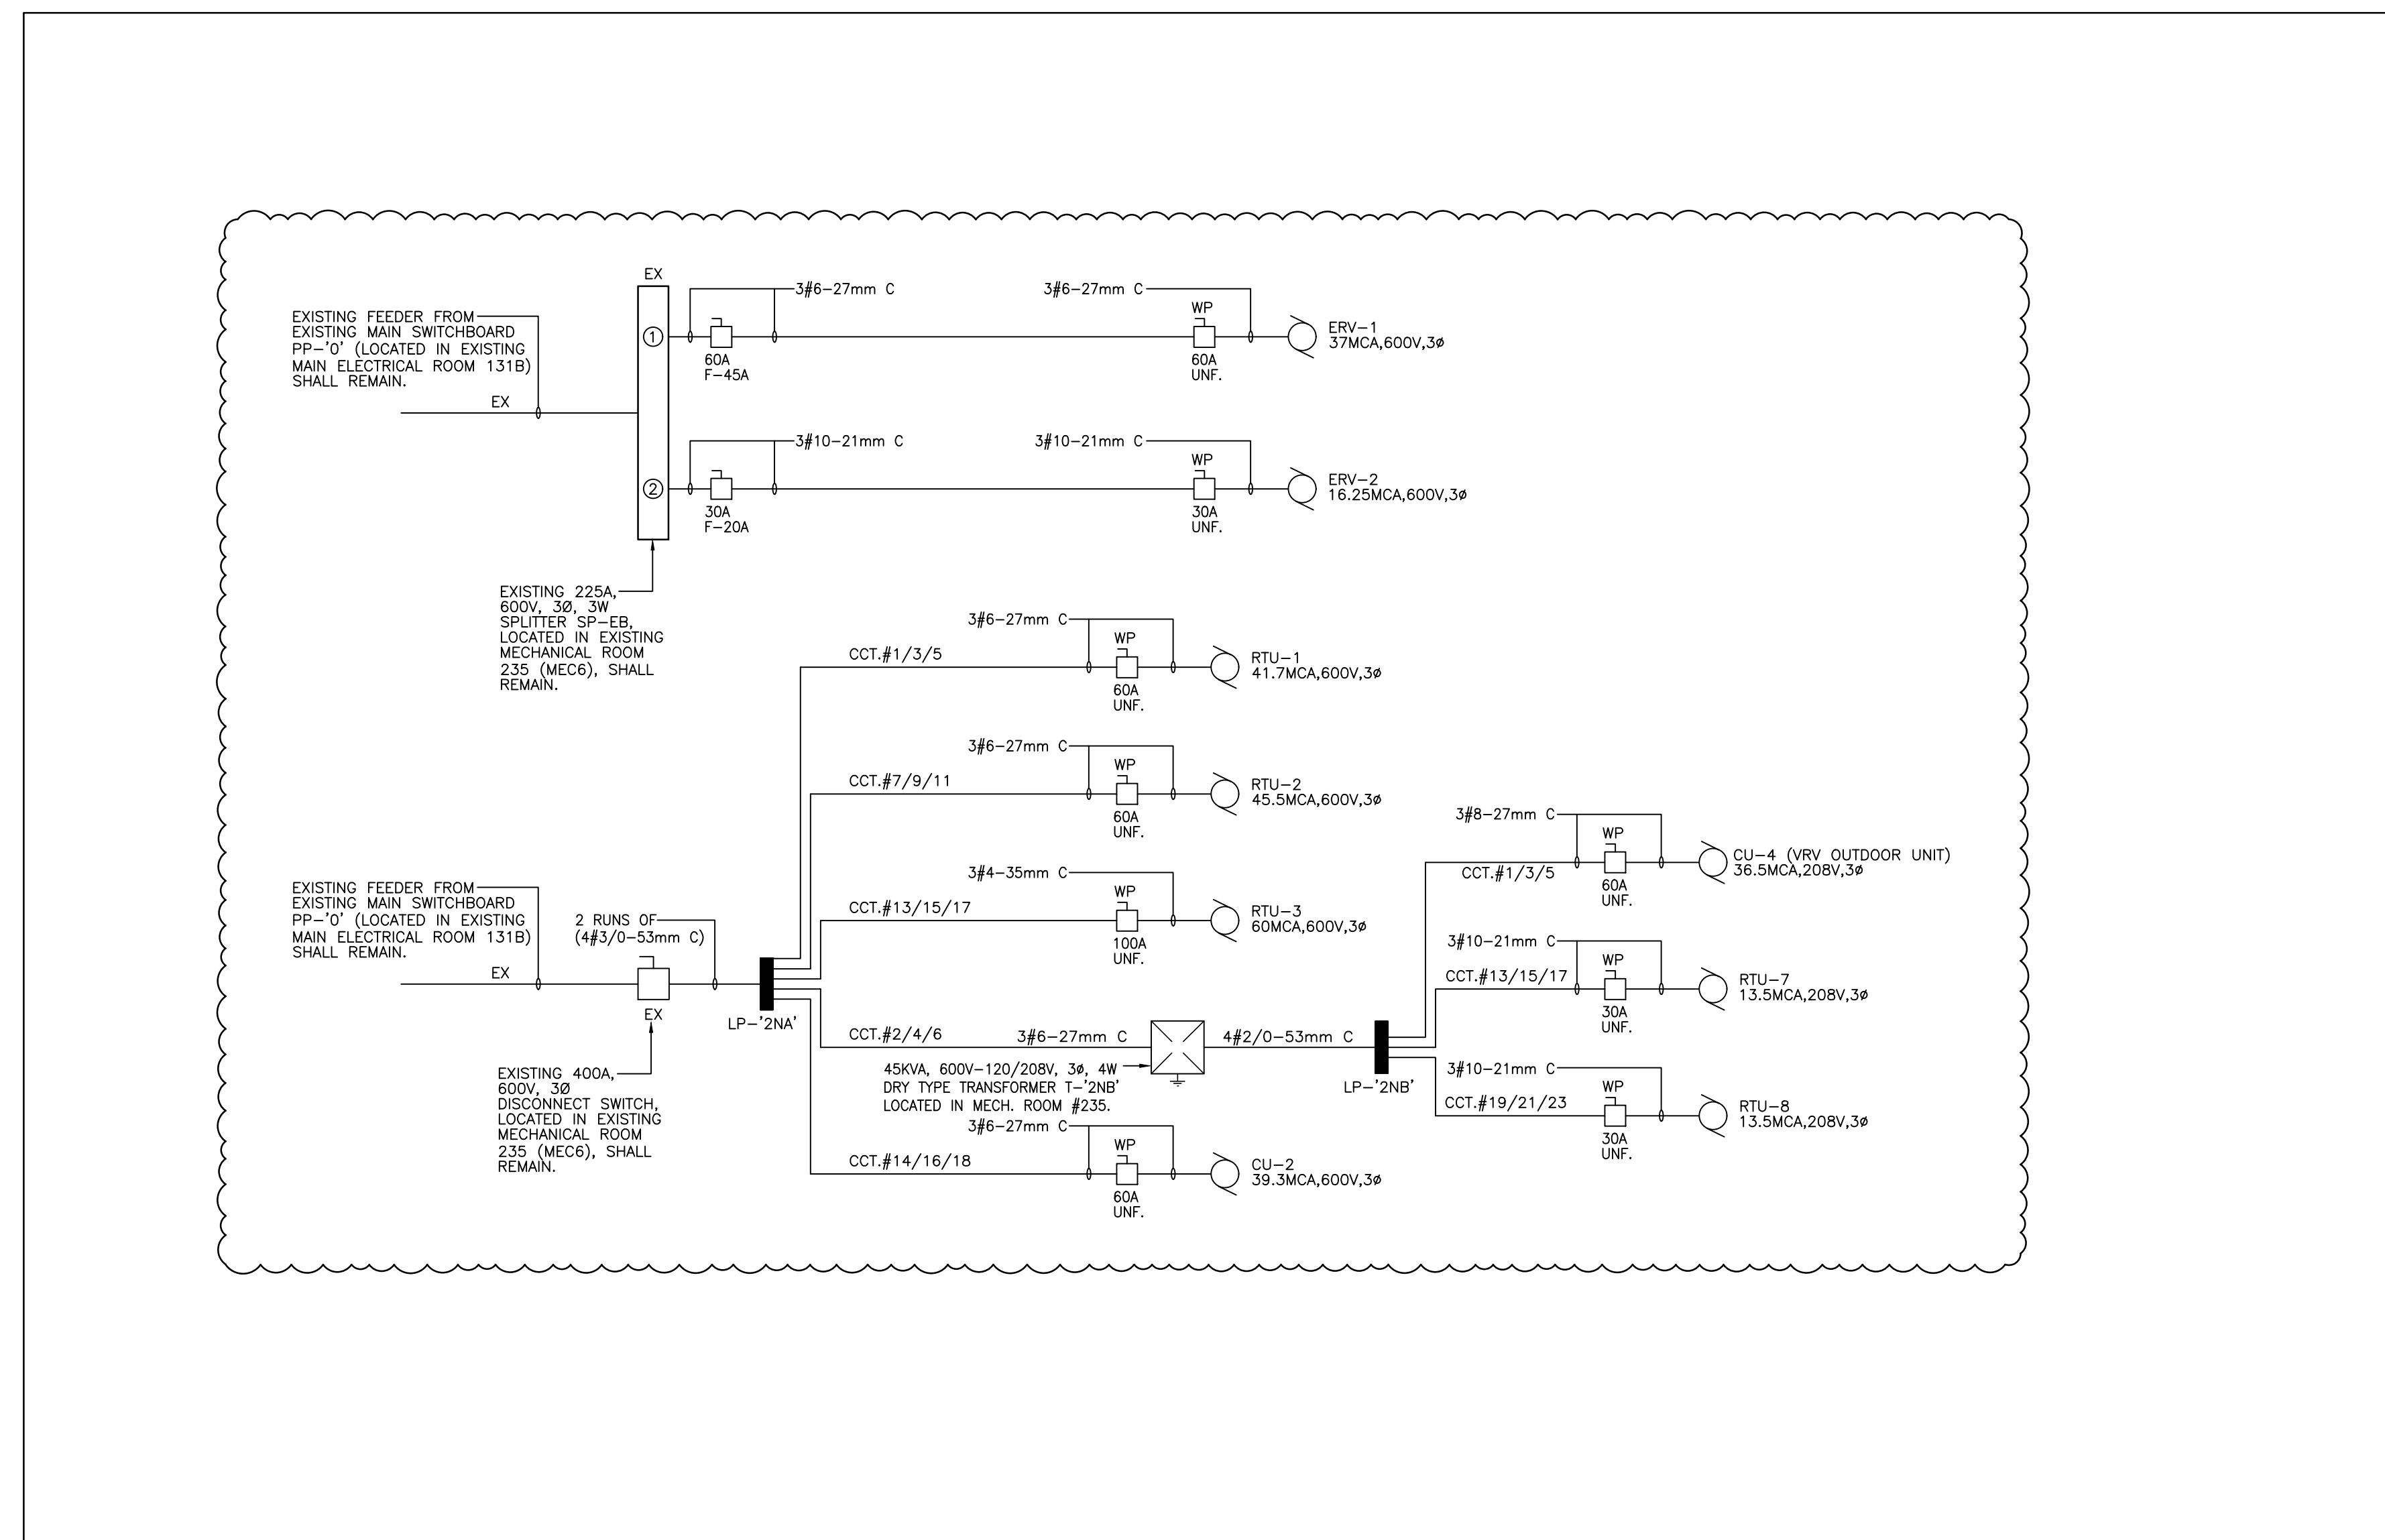 EX
3#6-27mm C
3#6-27mm C
EXISTING FEEDER FROM
EXISTING MAIN SWITCHBOARD
PP-'0' (LOCATED IN EXISTING
MAIN ELECTRICAL ROOM 131B)
SHALL REMAIN.
EX
1
60A
F-45A
WP
60A
UNF.
ERV-1
37MCA,600V,3ø
3#10-21mm C
3#10-21mm C
2
30A
F-20A
WP
30A
UNF.
ERV-2
16.25MCA,600V,3ø
EXISTING 225A,
600V, 3Ø, 3W
SPLITTER SP-EB,
LOCATED IN EXISTING
MECHANICAL ROOM
235 (MEC6), SHALL
REMAIN.
3#6-27mm C
CCT.#1/3/5
WP
60A
UNF.
RTU-1
41.7MCA,600V,3ø
3#6-27mm C
CCT.#7/9/11
WP
60A
UNF.
RTU-2
45.5MCA,600V,3ø
3#4-35mm C
CCT.#13/15/17
WP
100A
UNF.
RTU-3
60MCA,600V,3ø
EXISTING FEEDER FROM
EXISTING MAIN SWITCHBOARD
PP-'0' (LOCATED IN EXISTING
MAIN ELECTRICAL ROOM 131B)
SHALL REMAIN.
EX
2 RUNS OF
(4#3/0-53mm C)
EX
LP-'2NA'
EXISTING 400A,
600V, 3Ø
DISCONNECT SWITCH,
LOCATED IN EXISTING
MECHANICAL ROOM
235 (MEC6), SHALL
REMAIN.
CCT.#2/4/6
3#6-27mm C
4#2/0-53mm C
45KVA, 600V-120/208V, 3ø, 4W
DRY TYPE TRANSFORMER T-'2NB'
LOCATED IN MECH. ROOM #235.
LP-'2NB'
3#6-27mm C
CCT.#14/16/18
WP
60A
UNF.
CU-2
39.3MCA,600V,3ø
3#8-27mm C
CCT.#1/3/5
WP
60A
UNF.
CU-4 (VRV OUTDOOR UNIT)
36.5MCA,208V,3ø
3#10-21mm C
CCT.#13/15/17
WP
30A
UNF.
RTU-7
13.5MCA,208V,3ø
3#10-21mm C
CCT.#19/21/23
WP
30A
UNF.
RTU-8
13.5MCA,208V,3ø